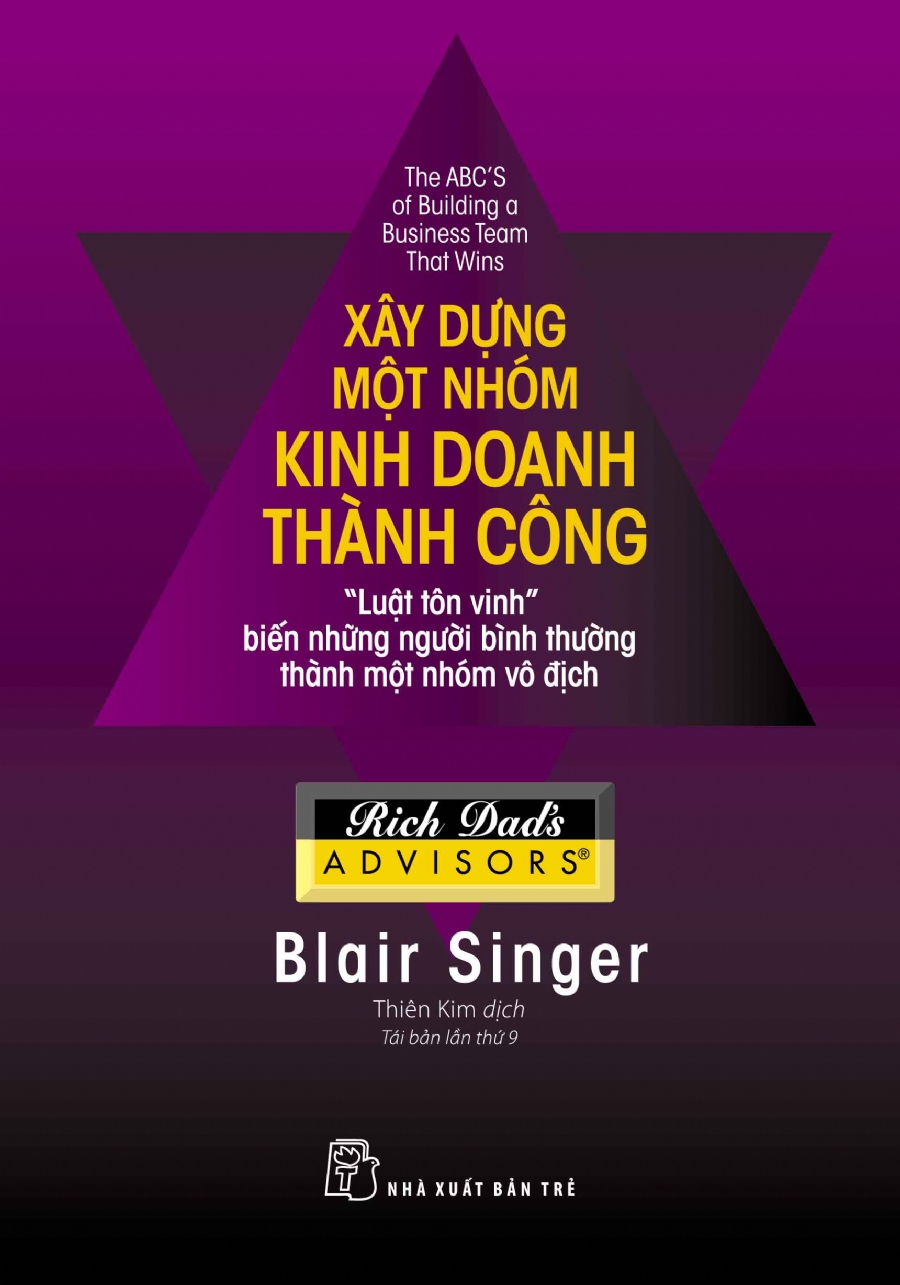 The ABC'S
of Building a
Business Team
That Wins
XÂY DỰNG
MỘT NHÓM
KINH DOANH
THÀNH CÔNG
“Luật tôn vinh”
biến những người bình thường
thành một nhóm vô địch
Rich Dad's
ADVISORS®
Blair Singer
Thiên Kim dịch
Tái bản lần thứ 9
T
NHÀ XUẤT BẢN TRẺ